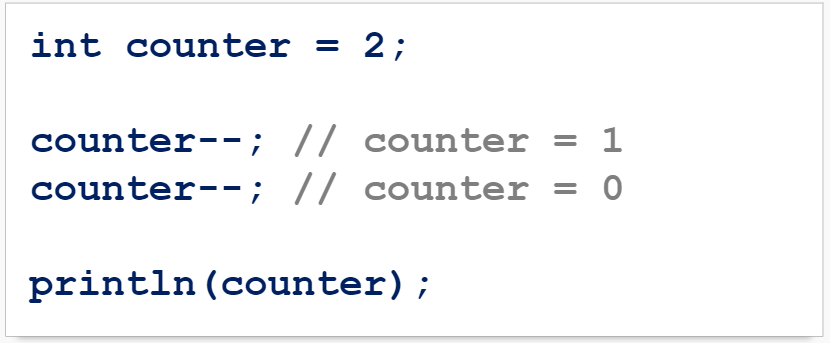 int counter = 2;
counter--; // counter = 1
counter--; // counter = 0
println(counter);